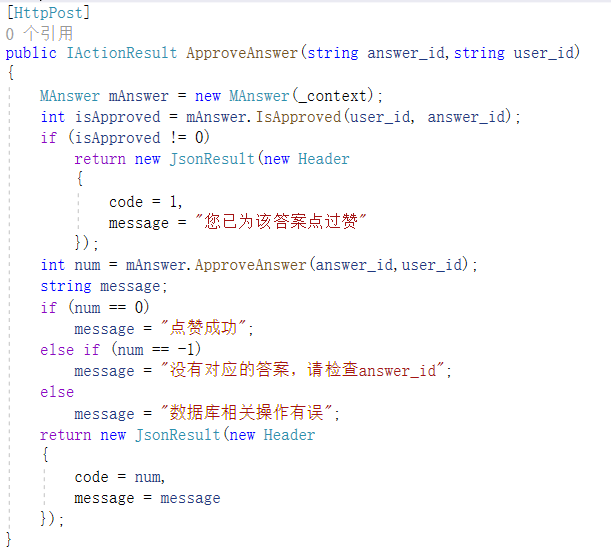 [HttpPost]
0 个引用
public IActionResult ApproveAnswer(string answer_id,string user_id)
{
    MAnswer mAnswer = new MAnswer(_context);
    int isApproved = mAnswer.IsApproved(user_id, answer_id);
    if (isApproved != 0)
        return new JsonResult(new Header
        {
            code = 1,
            message = "您已为该答案点过赞"
        });
    int num = mAnswer.ApproveAnswer(answer_id,user_id);
    string message;
    if (num == 0)
        message = "点赞成功";
    else if (num == -1)
        message = "没有对应的答案，请检查answer_id";
    else
        message = "数据库相关操作有误";
    return new JsonResult(new Header
    {
        code = num,
        message = message
    });
}